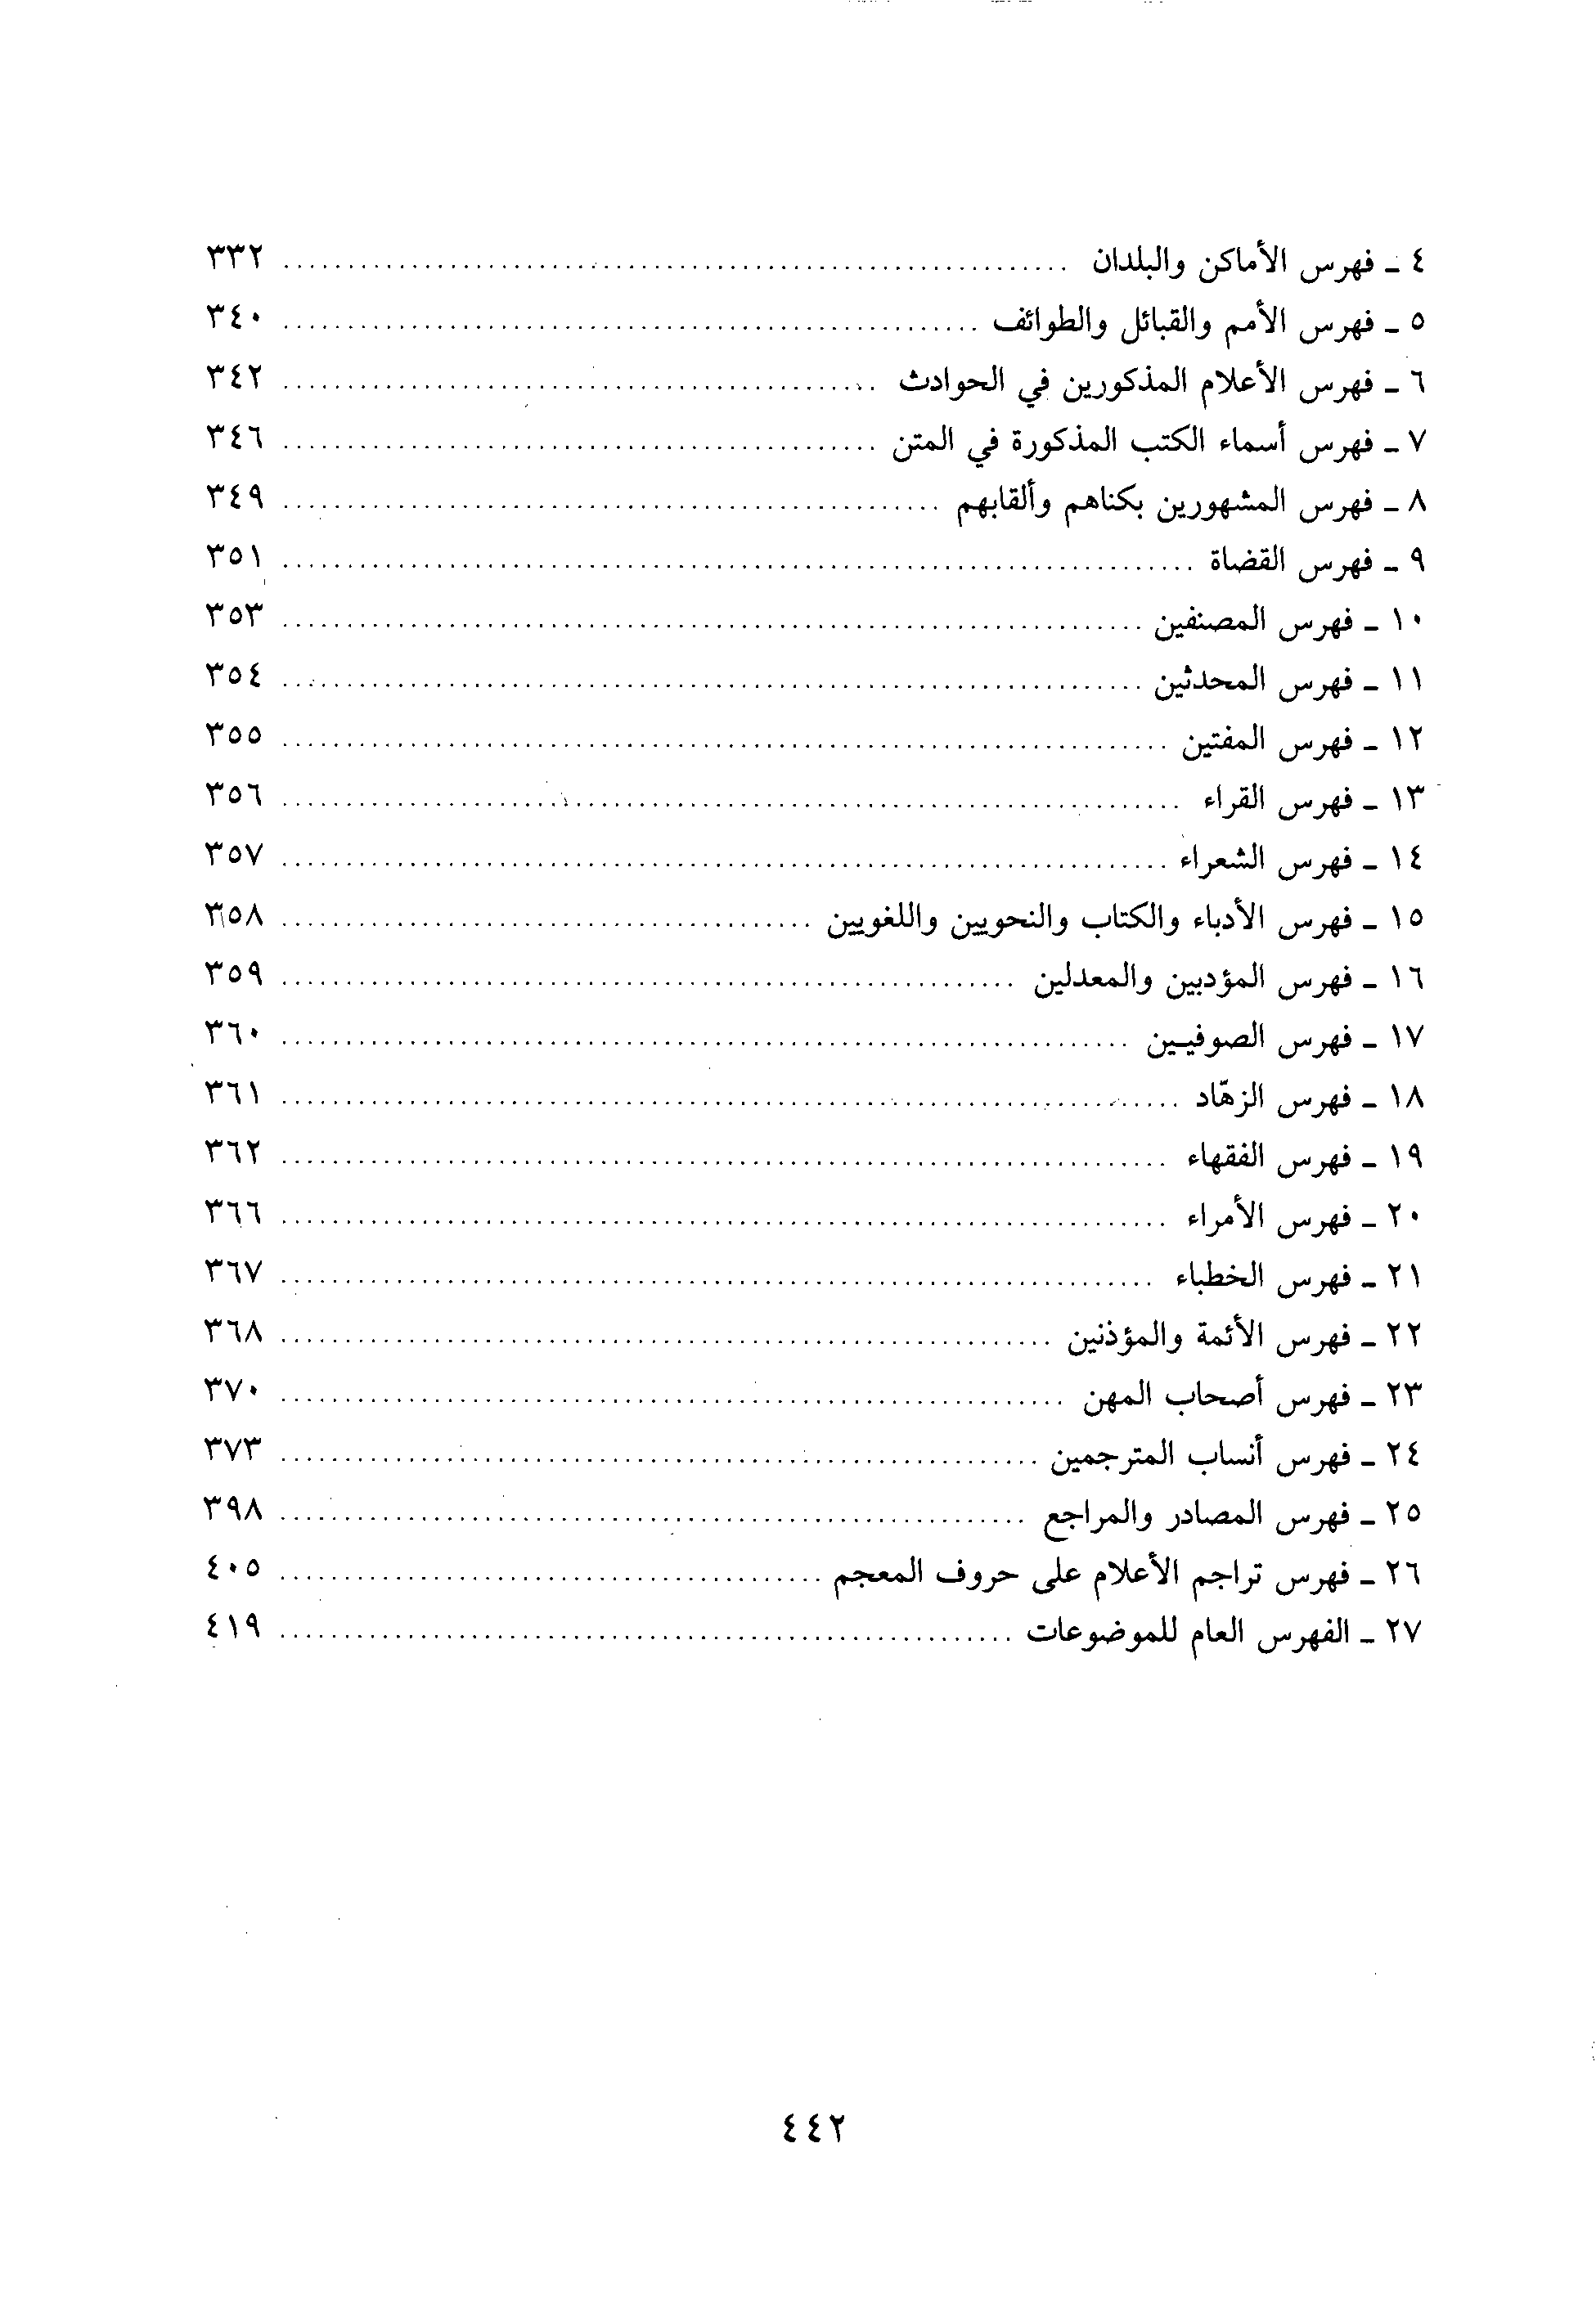 ٤ ـ فهرس الأماكن والبلدان ........ ٣٣٢
٥ ـ فهرس الأمم والقبائل والطوائف ........ ٣٤٠
٦ ـ فهرس الأعلام المذكورين في الحوادث ........ ٣٤٢
٧ ـ فهرس أسماء الكتب المذكورة في المتن ........ ٣٤٦
٨ ـ فهرس المشهورين بكناهم وألقابهم ........ ٣٤٩
٩ ـ فهرس القضاة ........ ٣٥١
١٠ ـ فهرس المصنفين ........ ٣٥٣
١١ ـ فهرس المحدثين ........ ٣٥٤
١٢ ـ فهرس المفتين ........ ٣٥٥
١٣ ـ فهرس القراء ........ ٣٥٦
١٤ ـ فهرس الشعراء ........ ٣٥٧
١٥ ـ فهرس الأدباء والكتاب والنحويين واللغويين ........ ٣٥٨
١٦ ـ فهرس المؤدبين والمعدلين ........ ٣٥٩
١٧ ـ فهرس الصوفيين ........ ٣٦٠
١٨ ـ فهرس الزهّاد ........ ٣٦١
١٩ ـ فهرس الفقهاء ........ ٣٦٢
٢٠ ـ فهرس الأمراء ........ ٣٦٦
٢١ ـ فهرس الخطباء ........ ٣٦٧
٢٢ ـ فهرس الأئمة والمؤذنين ........ ٣٦٨
٢٣ ـ فهرس أصحاب المهن ........ ٣٧٠
٢٤ ـ فهرس أنساب المترجمين ........ ٣٧٣
٢٥ ـ فهرس المصادر والمراجع ........ ٣٩٨
٢٦ ـ فهرس تراجم الأعلام على حروف المعجم ........ ٤٠٥
٢٧ ـ الفهرس العام للموضوعات ........ ٤١٩
٤٤٢